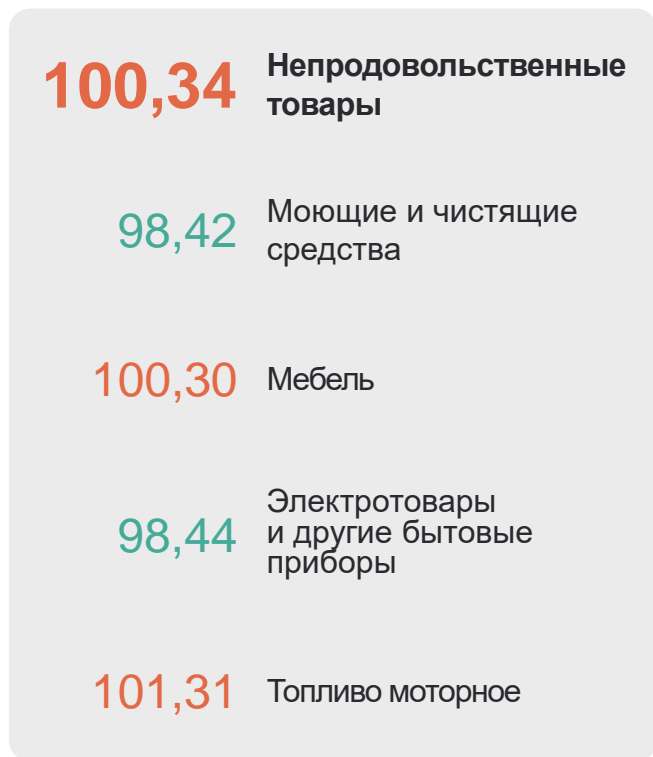 100,34 Непродовольственные
товары
98,42 Моющие и чистящие
средства
100,30 Мебель
98,44 Электротовары
и другие бытовые
приборы
101,31 Топливо моторное